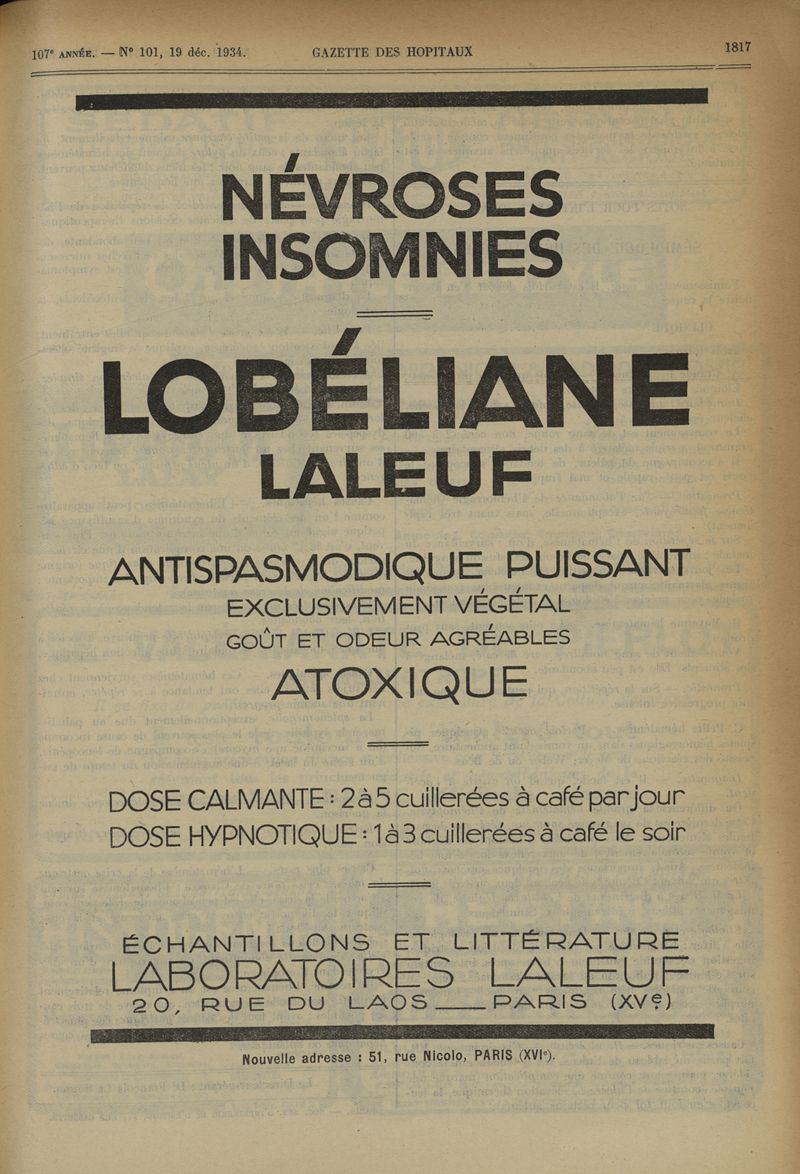 107e ANNÉE. — N° 101, 19 déc. 1934. GAZETTE DES HOPITAUX 1817
NÉVROSES
INSOMNIES
LOBÉLIANE
LALEUF
ANTISPASMODIQUE PUISSANT
EXCLUSIVEMENT VÉGÉTAL
GOÛT ET ODEUR AGRÉABLES
ATOXIQUE
DOSE CALMANTE : 2 à 5 cuillerées à café par jour
DOSE HYPNOTIQUE : 1 à 3 cuillerées à café le soir
ÉCHANTILLONS ET LITTÉRATURE
LABORATOIRES LALEUF
20, RUE DU LAOS ___ PARIS (XVe)
Nouvelle adresse : 51, rue Nicolo, PARIS (XVIe).